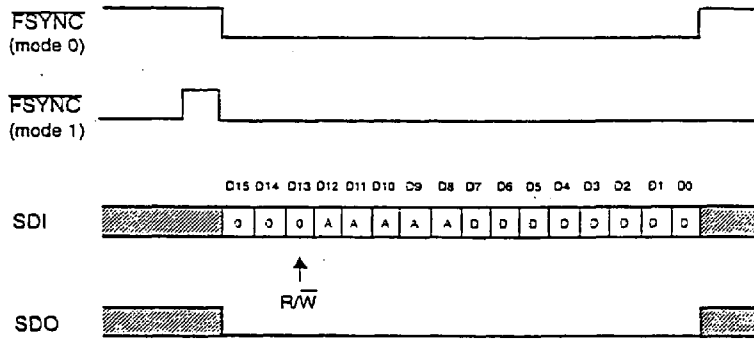 FSYNC
(mode 0)
FSYNC
(mode 1)
D15 D14 D13 D12 D11 D10 D9 D8 D7 D6 D5 D4 D3 D2 D1 D0
SDI 0 0 0 A A A A A D D D D D D D D
R/W
SDO